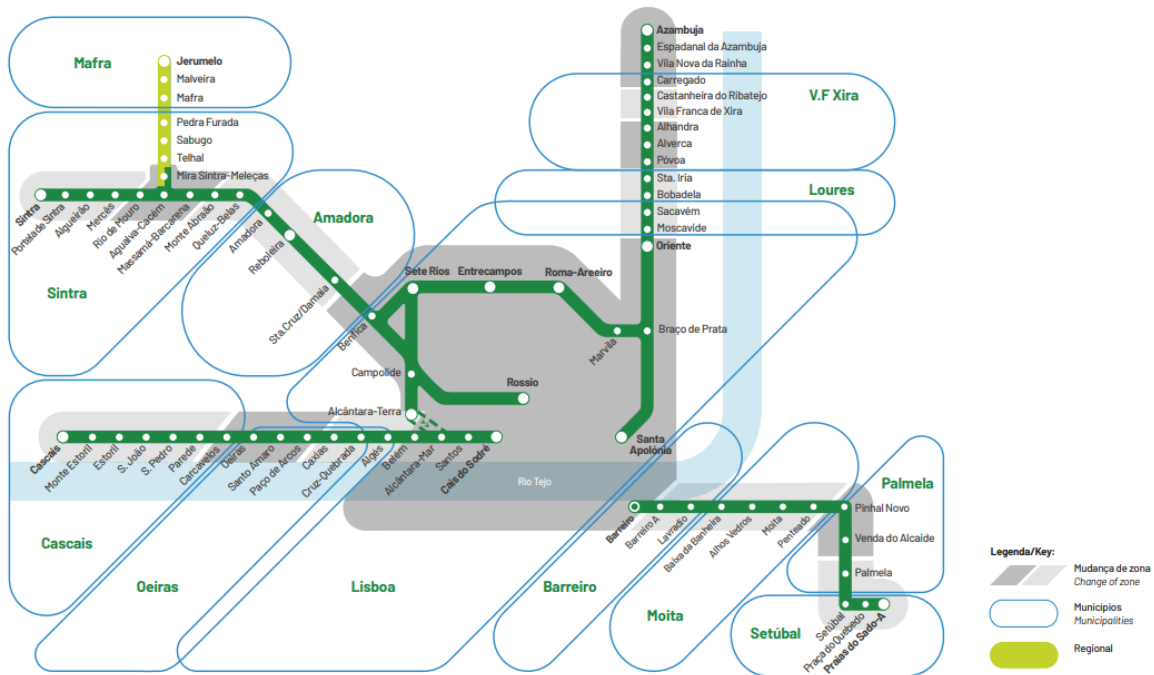 Mafra
Jerumelo
Malveira
Mafra
Pedra Furada
Sabugo
Telhal
Mira Sintra-Meleças
Sintra
Portela de Sintra
Algueirão
Mercês
Rio de Mouro
Agualva-Cacém
Massamá-Barcarena
Monte Abraão
Queluz-Belas
Amadora
Reboleira
Sta.Cruz/Damaia
Benfica
Sintra
Amadora
Sete Rios
Entrecampos
Roma-Areeiro
Marvila
Braço de Prata
Campolide
Rossio
Alcântara-Terra
Santa
Apolónia
Azambuja
Espadanal da Azambuja
Vila Nova da Rainha
Carregado
Castanheira do Ribatejo
Vila Franca de Xira
Alhandra
Alverca
Póvoa
Sta. Iria
Bobadela
Sacavém
Moscavide
Oriente
V.F Xira
Loures
Cascais
Monte Estoril
Estoril
S. João
S. Pedro
Parede
Carcavelos
Oeiras
Santo Amaro
Paço de Arcos
Caxias
Cruz-Quebrada
Algés
Belém
Alcântara-Mar
Santos
Cais do Sodré
Rio Tejo
Cascais
Oeiras
Lisboa
Barreiro
Moita
Setúbal
Palmela
Barreiro
Barreiro A
Lavradio
Baixa da Banheira
Alhos Vedros
Moita
Penteado
Pinhal Novo
Venda do Alcaide
Palmela
Setúbal
Praça do Quebedo
Praias do Sado-A
Legenda/Key:
Mudança de zona
Change of zone
Municípios
Municipalities
Regional